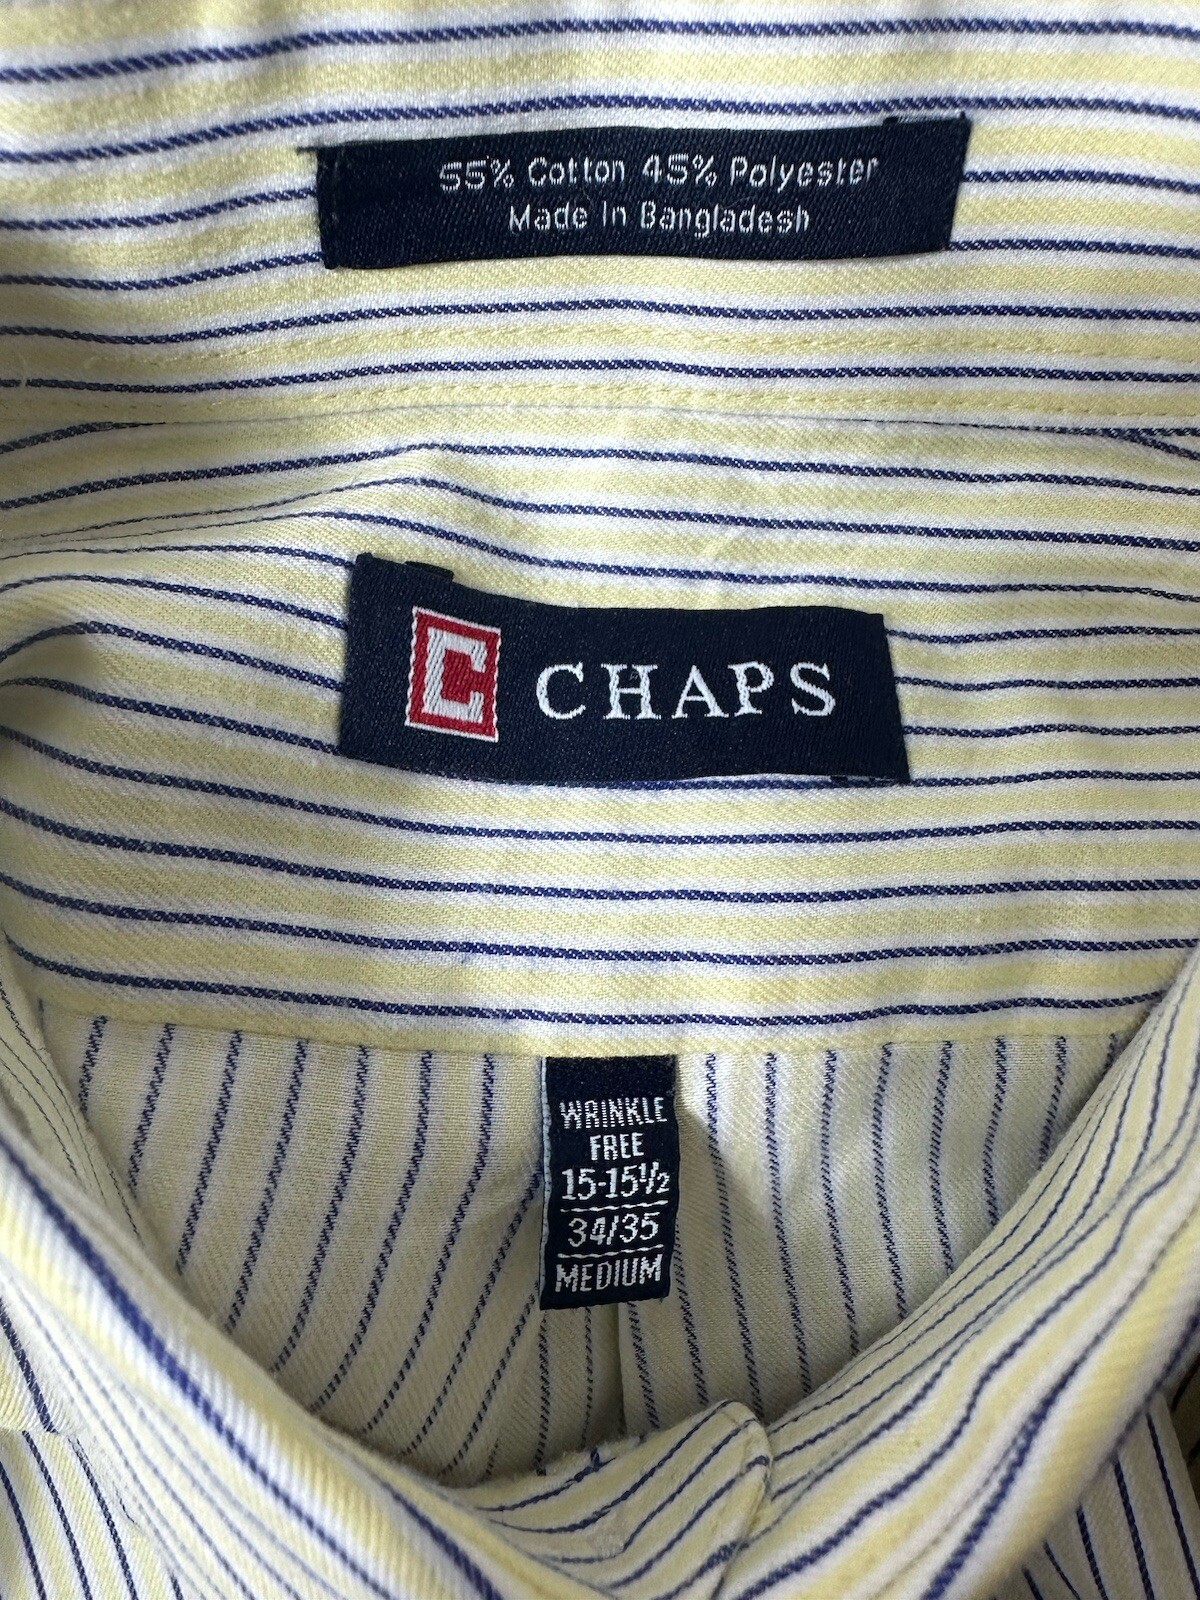 55% Cotton 45% Polyester
Made In Bangladesh
C CHAPS
WRINKLE
FREE
15-15½
34/35
MEDIUM